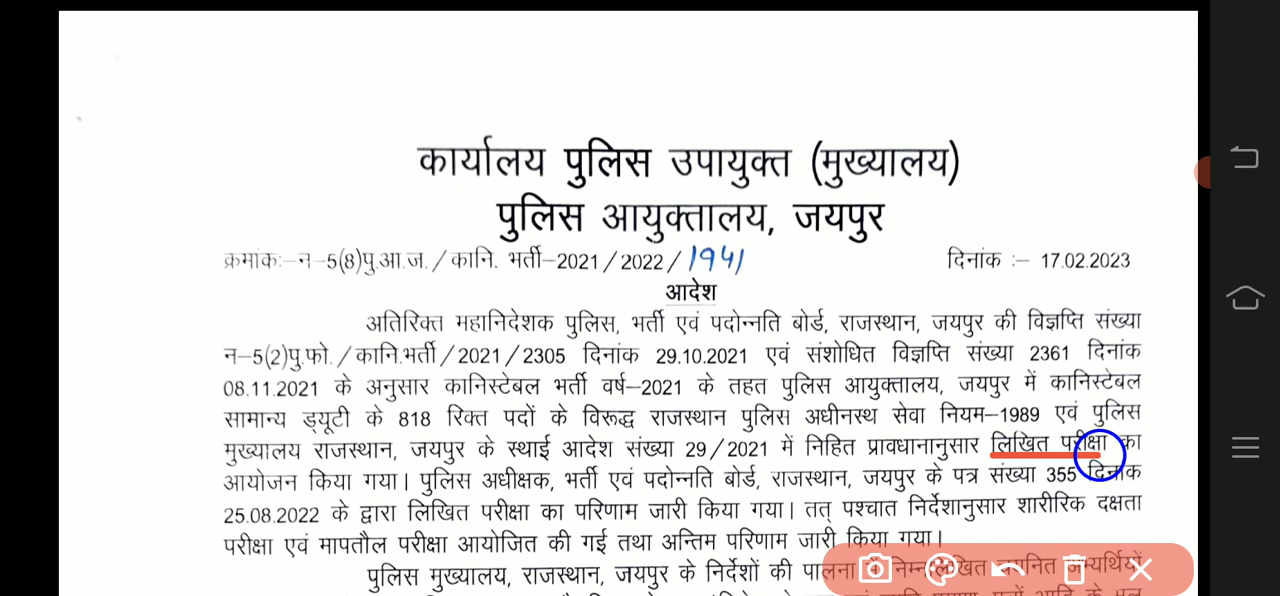 कार्यालय पुलिस उपायुक्त (मुख्यालय)
पुलिस आयुक्तालय, जयपुर
क्रमांकः–न–5(8)पु.आ.ज./कानि. भर्ती–2021/2022/1941 दिनांक :– 17.02.2023
आदेश
अतिरिक्त महानिदेशक पुलिस, भर्ती एवं पदोन्नति बोर्ड, राजस्थान, जयपुर की विज्ञप्ति संख्या
न–5(2)पु.फो./कानि.भर्ती/2021/2305 दिनांक 29.10.2021 एवं संशोधित विज्ञप्ति संख्या 2361 दिनांक
08.11.2021 के अनुसार कानिस्टेबल भर्ती वर्ष–2021 के तहत पुलिस आयुक्तालय, जयपुर में कानिस्टेबल
सामान्य ड्यूटी के 818 रिक्त पदों के विरूद्ध राजस्थान पुलिस अधीनस्थ सेवा नियम–1989 एवं पुलिस
मुख्यालय राजस्थान, जयपुर के स्थाई आदेश संख्या 29/2021 में निहित प्रावधानानुसार लिखित परीक्षा का
आयोजन किया गया। पुलिस अधीक्षक, भर्ती एवं पदोन्नति बोर्ड, राजस्थान, जयपुर के पत्र संख्या 355 दिनांक
25.08.2022 के द्वारा लिखित परीक्षा का परिणाम जारी किया गया। तत् पश्चात निर्देशानुसार शारीरिक दक्षता
परीक्षा एवं मापतौल परीक्षा आयोजित की गई तथा अन्तिम परिणाम जारी किया गया।
पुलिस मुख्यालय, राजस्थान, जयपुर के निर्देशों की पालना में निम्नलिखित चयनित अभ्यर्थियों